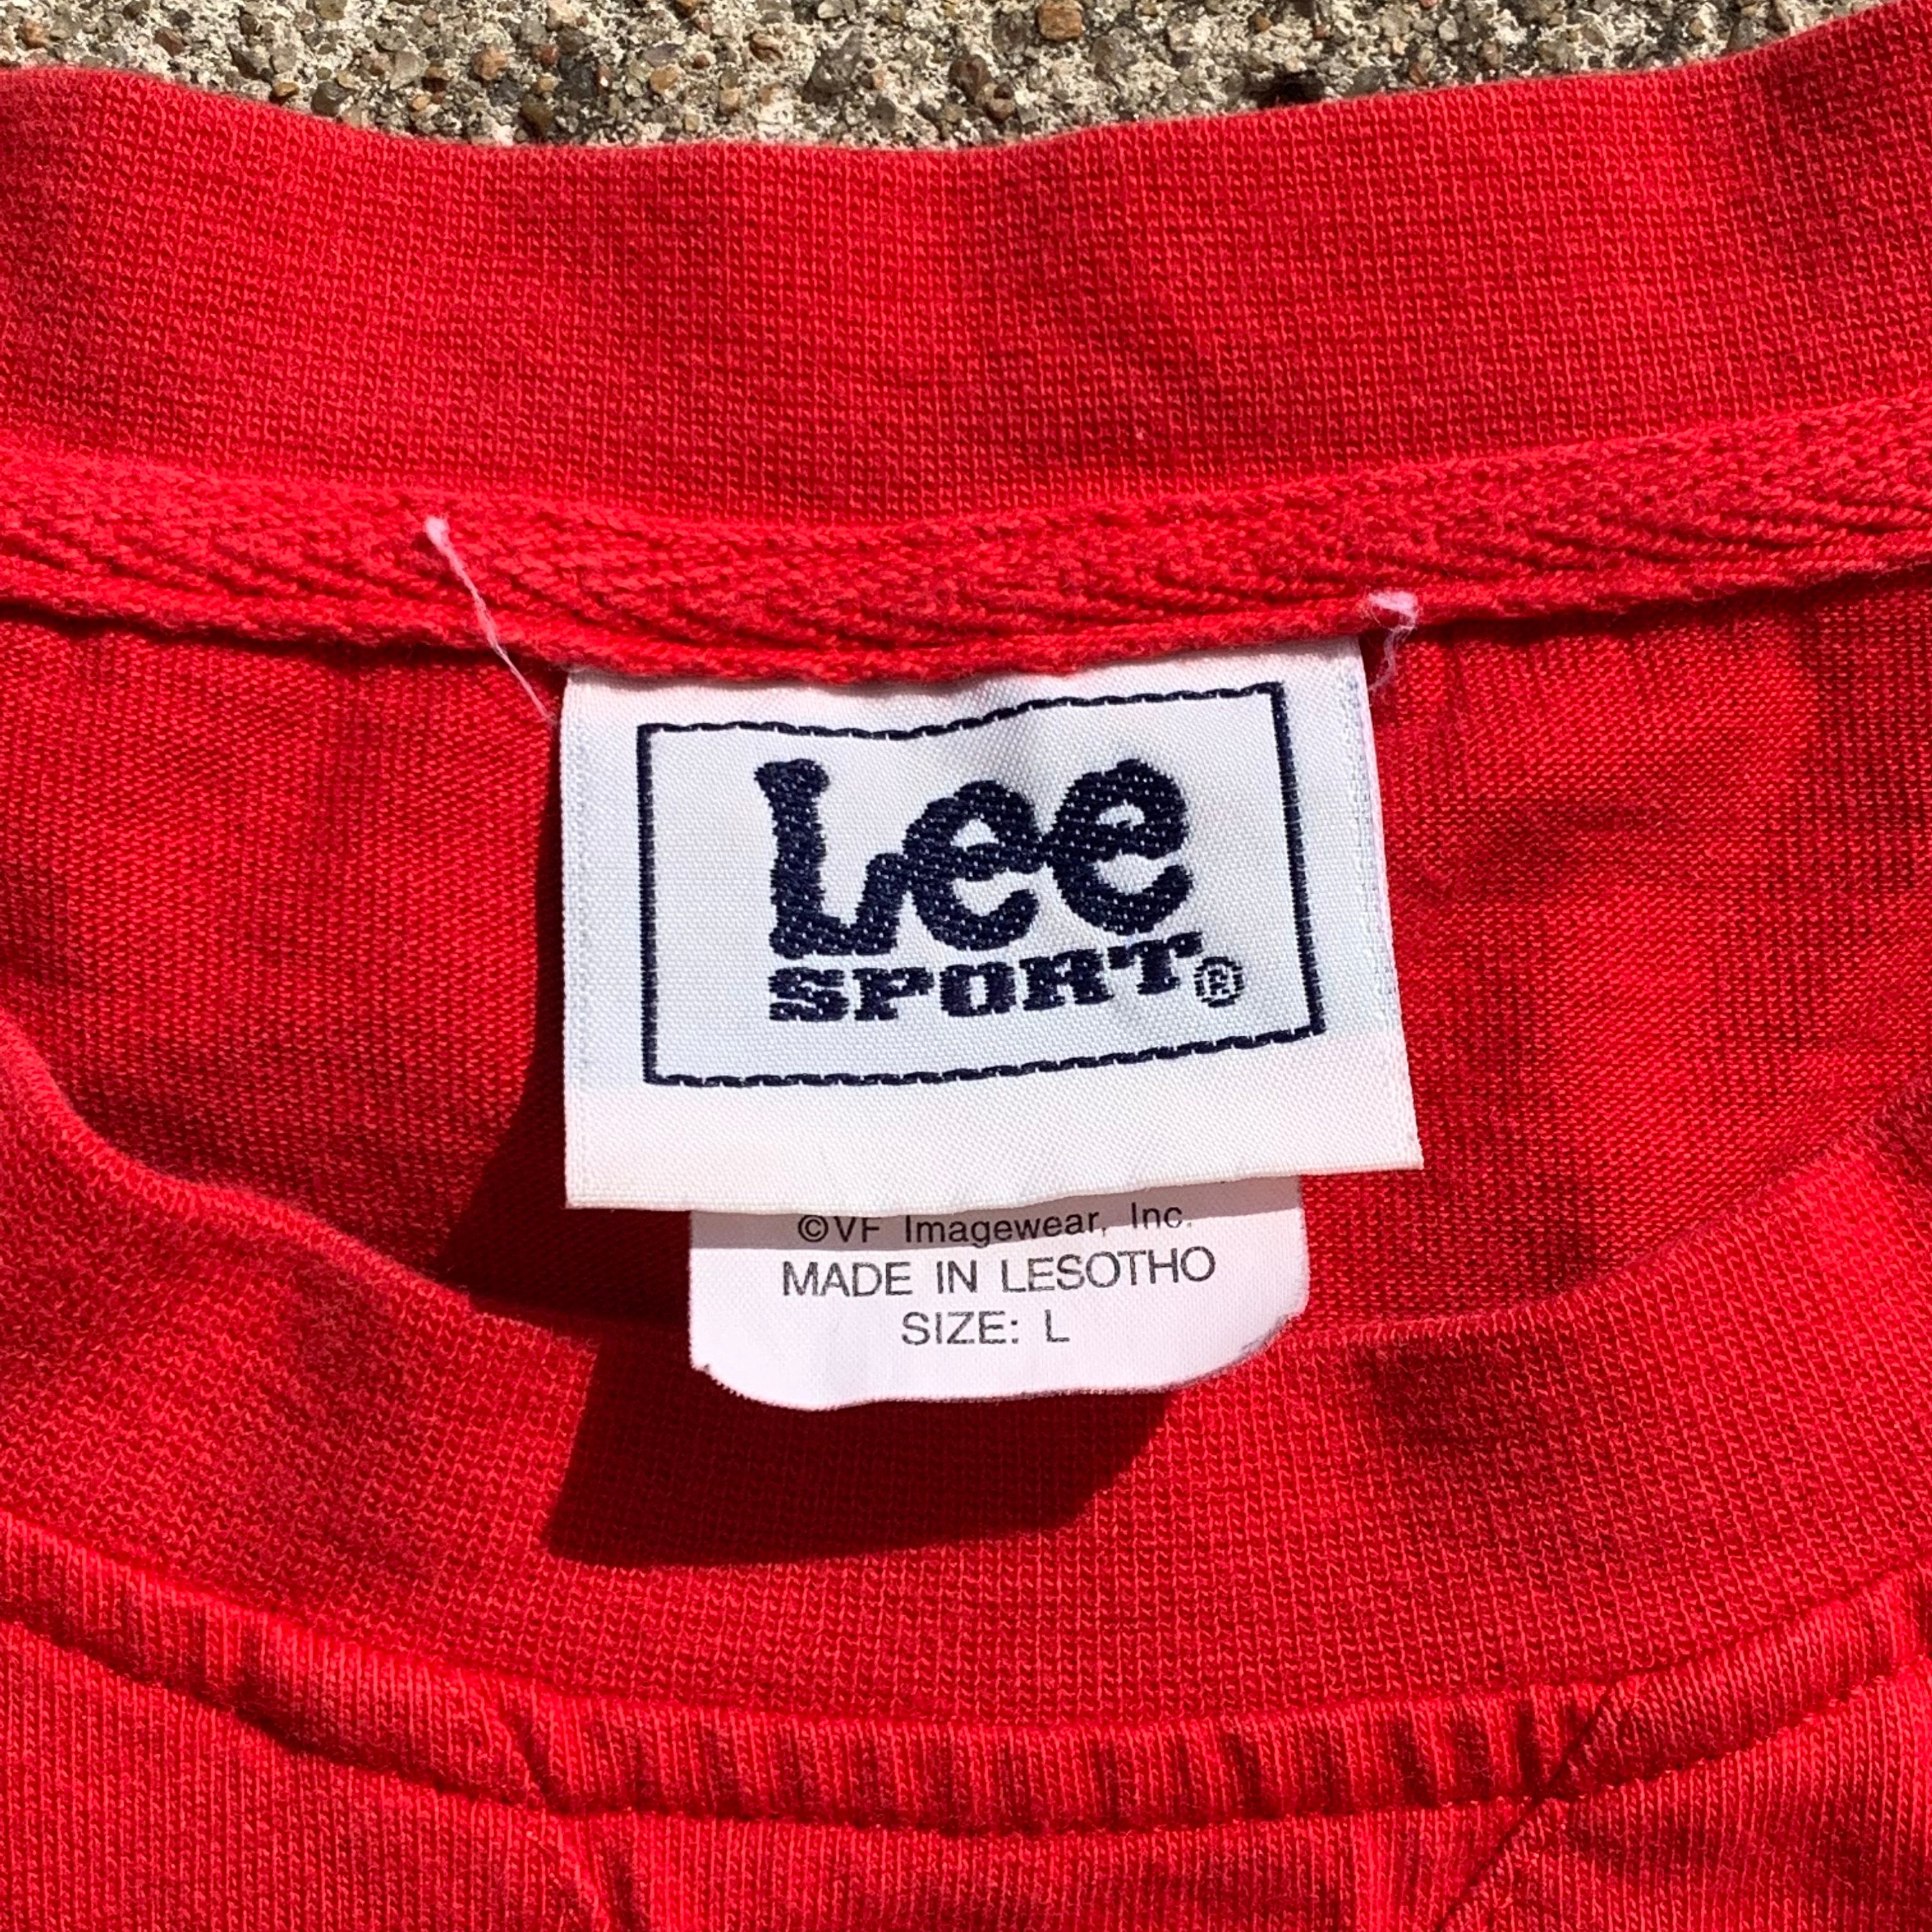 Lee
SPORT®
©VF Imagewear, Inc.
MADE IN LESOTHO
SIZE: L